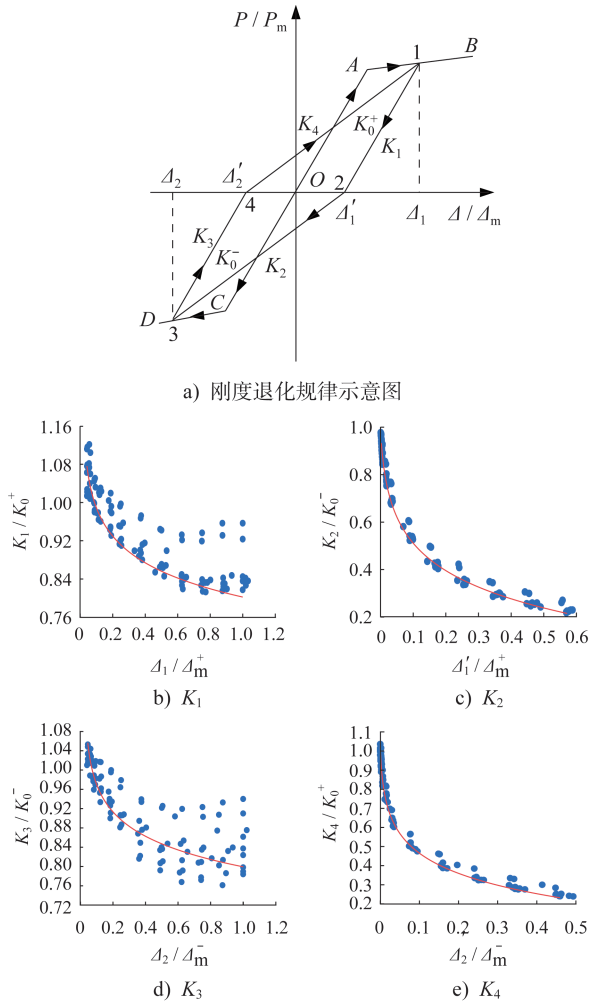 P / Pₘ
A
1
B
K₄
K₀⁺
K₁
Δ₂
Δ₂′
O
2
4
Δ₁′
Δ₁
Δ / Δₘ
K₃
K₀⁻
K₂
C
D
3
a) 刚度退化规律示意图
1.16
1.08
1.00
0.92
0.84
0.76
K₁ / K₀⁺
0 0.2 0.4 0.6 0.8 1.0 1.2
Δ₁ / Δₘ⁺
b) K₁
1.0
0.8
0.6
0.4
0.2
K₂ / K₀⁻
0 0.1 0.2 0.3 0.4 0.5 0.6
Δ₁′ / Δₘ⁺
c) K₂
1.08
1.04
1.00
0.96
0.92
0.88
0.84
0.80
0.76
0.72
K₃ / K₀⁻
0 0.2 0.4 0.6 0.8 1.0 1.2
Δ₂ / Δₘ⁻
d) K₃
1.1
1.0
0.9
0.8
0.7
0.6
0.5
0.4
0.3
0.2
K₄ / K₀⁺
0 0.1 0.2 0.3 0.4 0.5
Δ₂ / Δₘ⁻
e) K₄